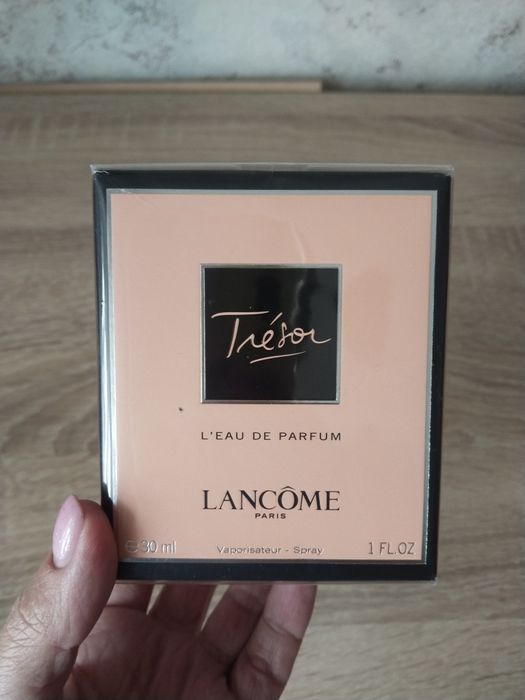 Trésor
L'EAU DE PARFUM
LANCÔME
PARIS
℮30 ml Vaporisateur - Spray 1 FL.OZ